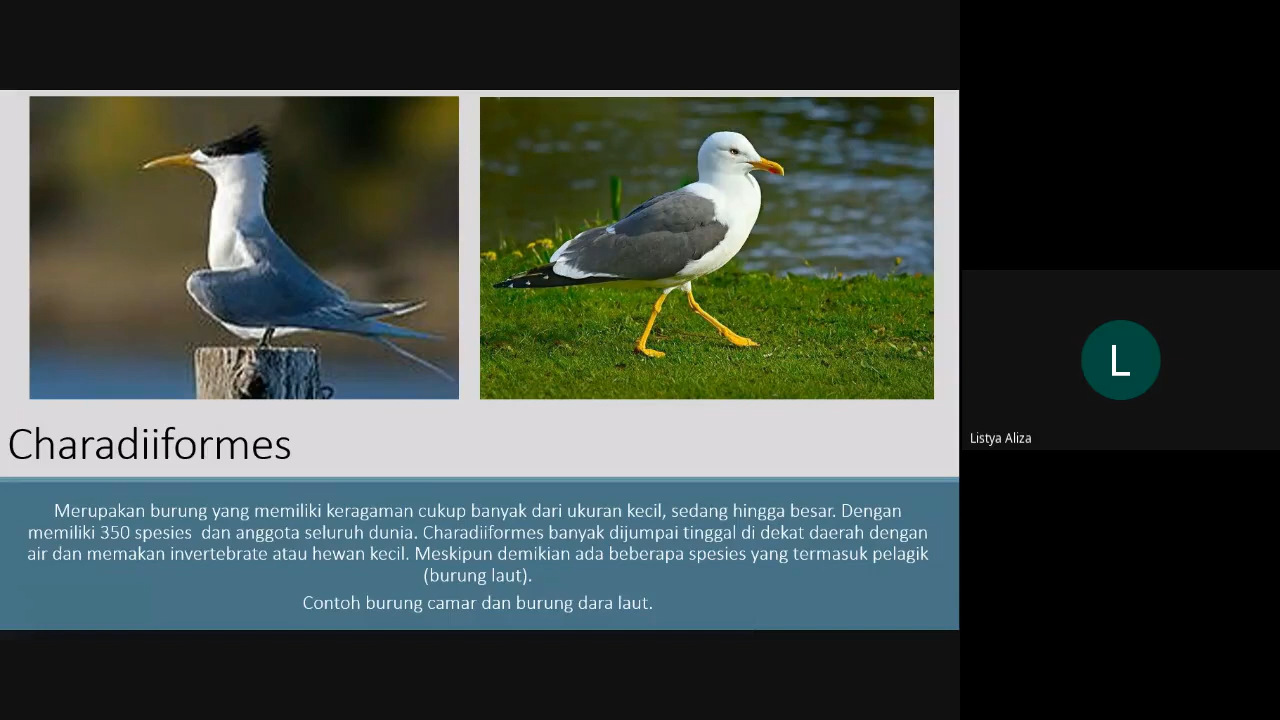 Charadiiformes
Merupakan burung yang memiliki keragaman cukup banyak dari ukuran kecil, sedang hingga besar. Dengan
memiliki 350 spesies  dan anggota seluruh dunia. Charadiiformes banyak dijumpai tinggal di dekat daerah dengan
air dan memakan invertebrate atau hewan kecil. Meskipun demikian ada beberapa spesies yang termasuk pelagik
(burung laut).
Contoh burung camar dan burung dara laut.
L
Listya Aliza